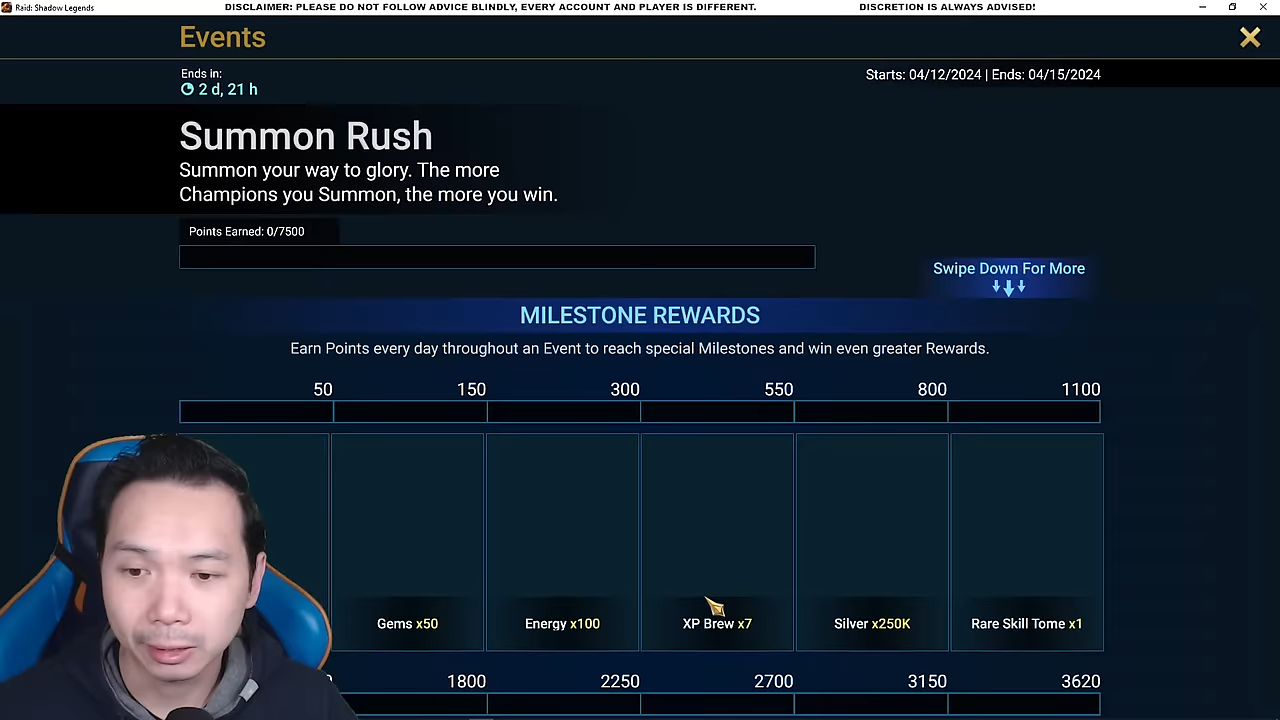 Raid: Shadow Legends
DISCLAIMER: PLEASE DO NOT FOLLOW ADVICE BLINDLY, EVERY ACCOUNT AND PLAYER IS DIFFERENT.
DISCRETION IS ALWAYS ADVISED!
Events
Ends in:
2 d, 21 h
Starts: 04/12/2024 | Ends: 04/15/2024
Summon Rush
Summon your way to glory. The more
Champions you Summon, the more you win.
Points Earned: 0/7500
Swipe Down For More
MILESTONE REWARDS
Earn Points every day throughout an Event to reach special Milestones and win even greater Rewards.
50 150 300 550 800 1100
Gems x50 Energy x100 XP Brew x7 Silver x250K Rare Skill Tome x1
1800 2250 2700 3150 3620